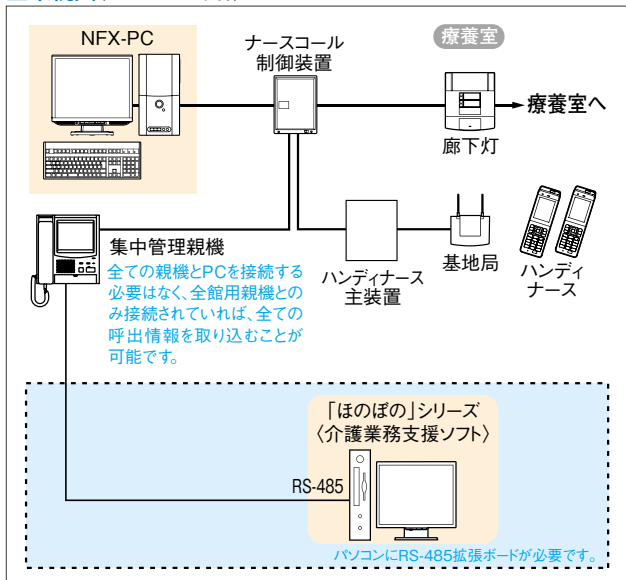 NFX-PC
ナースコール
制御装置
療養室
療養室へ
廊下灯
集中管理親機
全ての親機とPCを接続する
必要はなく、全館用親機との
み接続されていれば、全ての
呼出情報を取り込むことが
可能です。
ハンディナース
主装置
基地局
ハンディ
ナース
「ほのぼの」シリーズ
〈介護業務支援ソフト〉
RS-485
パソコンにRS-485拡張ボードが必要です。